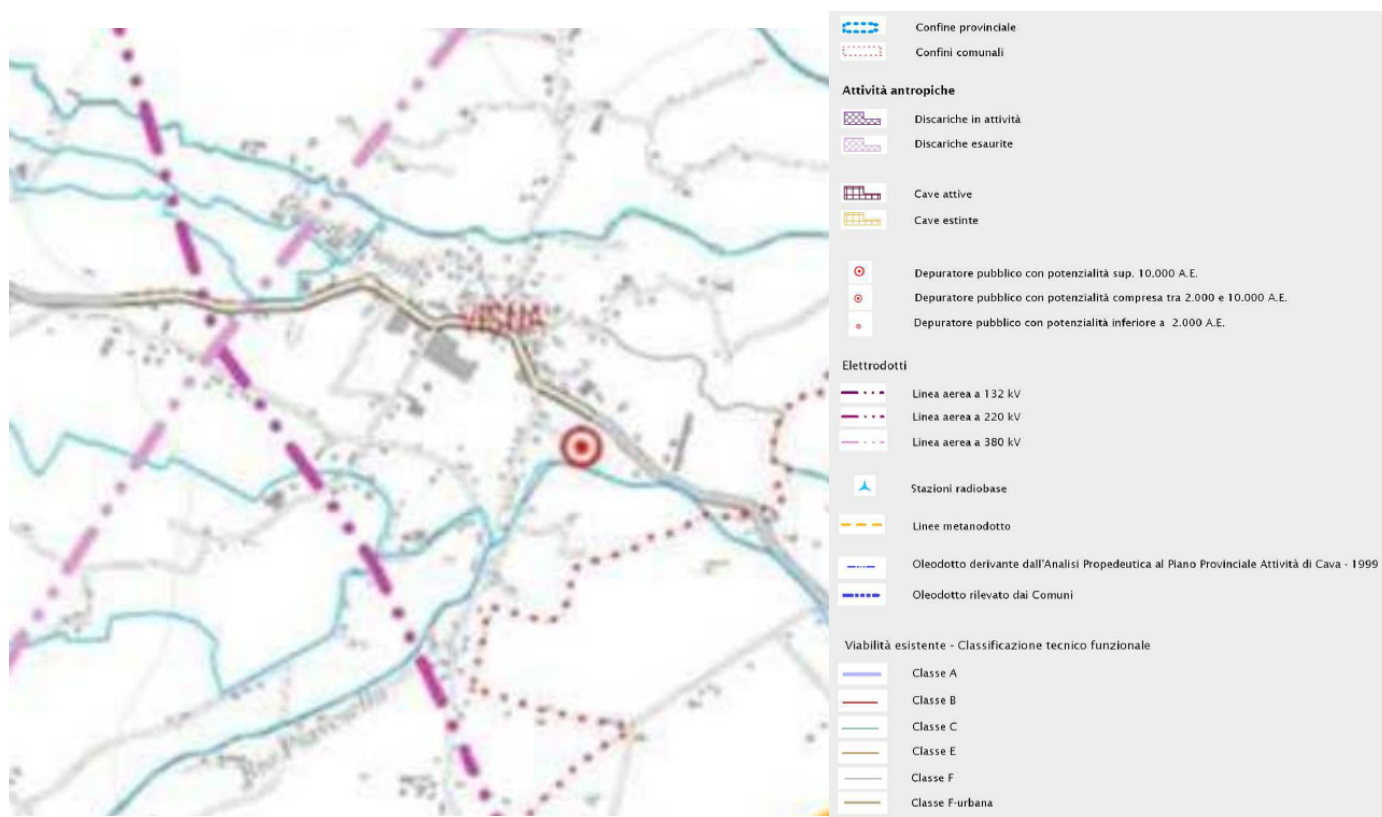 VISNA
Confine provinciale
Confini comunali
Attività antropiche
Discariche in attività
Discariche esaurite
Cave attive
Cave estinte
Depuratore pubblico con potenzialità sup. 10.000 A.E.
Depuratore pubblico con potenzialità compresa tra 2.000 e 10.000 A.E.
Depuratore pubblico con potenzialità inferiore a 2.000 A.E.
Elettrodotti
Linea aerea a 132 kV
Linea aerea a 220 kV
Linea aerea a 380 kV
Stazioni radiobase
Linee metanodotto
Oleodotto derivante dall'Analisi Propedeutica al Piano Provinciale Attività di Cava - 1999
Oleodotto rilevato dai Comuni
Viabilità esistente - Classificazione tecnico funzionale
Classe A
Classe B
Classe C
Classe E
Classe F
Classe F-urbana